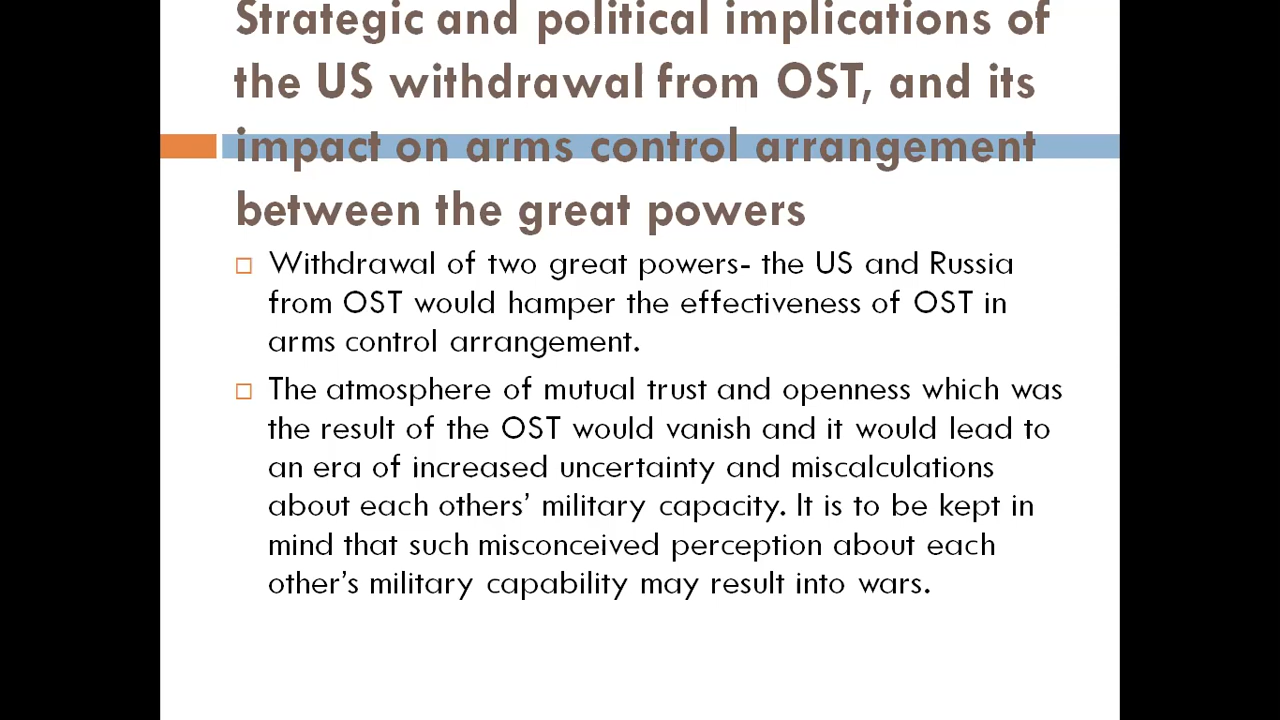 Strategic and political implications of
the US withdrawal from OST, and its
impact on arms control arrangement
between the great powers
Withdrawal of two great powers- the US and Russia
from OST would hamper the effectiveness of OST in
arms control arrangement.
The atmosphere of mutual trust and openness which was
the result of the OST would vanish and it would lead to
an era of increased uncertainty and miscalculations
about each others’ military capacity. It is to be kept in
mind that such misconceived perception about each
other’s military capability may result into wars.